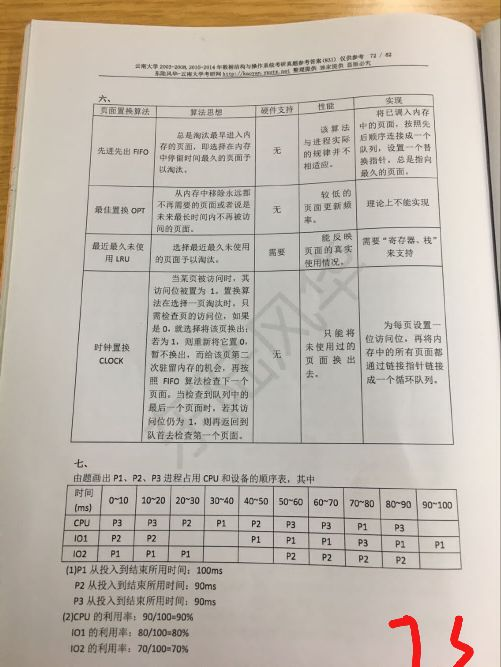 云南大学 2003-2008, 2010-2014 年数据结构与操作系统考研真题参考答案(831) 仅供参考 72 / 82
东陆风华-云南大学考研网 http://kaoyan.ynong.net 整理提供 独家提供 翻版必究
六、
页面置换算法 算法思想 硬件支持 性能 实现
先进先出 FIFO
总是淘汰最早进入内
存的页面，即选择在内存
中停留时间最久的页面予
以淘汰。
无
该算法
与进程实际
的规律并不
相适应。
将已调入内存
中的页面，按照先
后顺序连接成一个
队列，设置一个替
换指针，总是指向
最久的页面。
最佳置换 OPT
从内存中移除永远都
不再需要的页面或者说是
未来最长时间内不再被访
问的页面。
无
较低的
页面更新频
率。
理论上不能实现
最近最久未使
用 LRU
选择最近最久未使用
的页面予以淘汰。
需要
能反映
页面的真实
使用情况。
需要“寄存器、栈”
来支持
时钟置换
CLOCK
当某页被访问时，其
访问位被置为 1。置换算
法在选择一页淘汰时，只
需检查页的访问位，如果
是 0，就选择将该页换出；
若为 1，则重新将它置 0，
暂不换出，而给该页第二
次驻留内存的机会，再按
照 FIFO 算法检查下一个
页面。当检查到队列中的
最后一个页面时，若其访
问位仍为 1，则再返回到
队首去检查第一个页面。
无
只能将
未使用过的
页面换出
去。
为每页设置一
位访问位，再将内
存中的所有页面都
通过链接指针链接
成一个循环队列。
七、
由题画出 P1、P2、P3 进程占用 CPU 和设备的顺序表，其中
时间
(ms) 0~10 10~20 20~30 30~40 40~50 50~60 60~70 70~80 80~90 90~100
CPU P3 P3 P2 P1 P2 P3 P3 P1 P3
IO1 P2 P2 P1 P1 P1 P3 P1 P1
IO2 P1 P1 P1 P2 P2 P2 P2
(1)P1 从投入到结束所用时间：100ms
P2 从投入到结束所用时间：90ms
P3 从投入到结束所用时间：90ms
(2)CPU 的利用率：90/100=90%
IO1 的利用率：80/100=80%
IO2 的利用率：70/100=70%